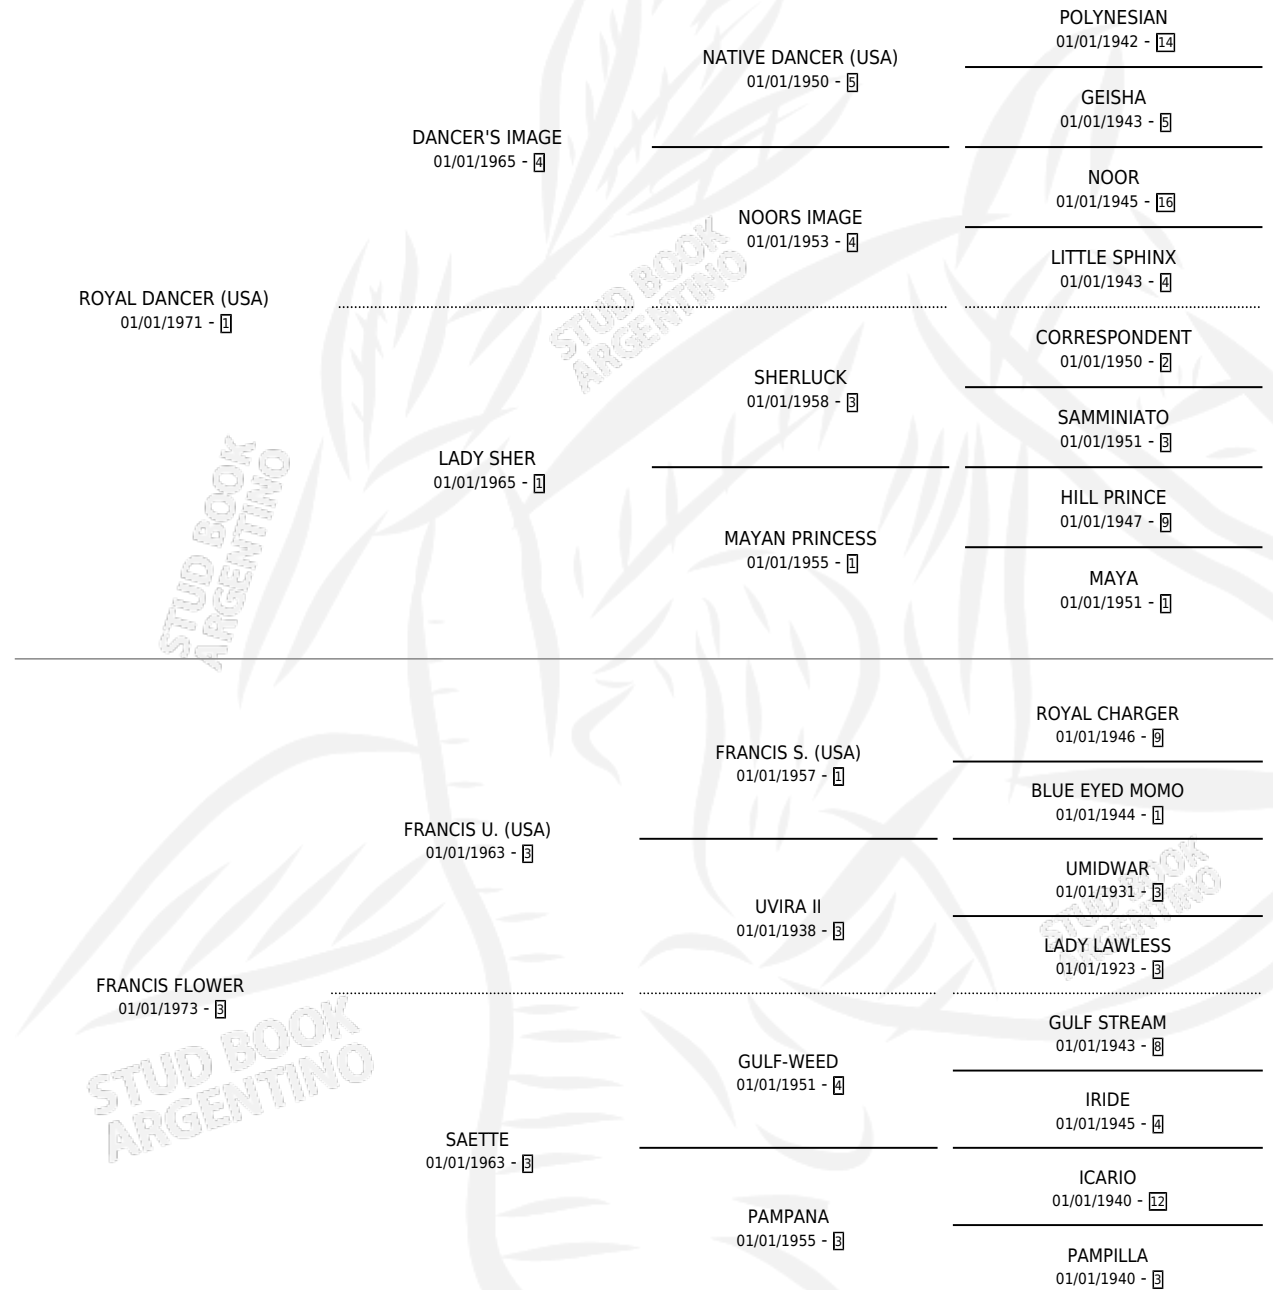 POLYNESIAN
01/01/1942 - 14
NATIVE DANCER (USA)
01/01/1950 - 5
GEISHA
01/01/1943 - 5
DANCER'S IMAGE
01/01/1965 - 4
NOOR
01/01/1945 - 16
NOORS IMAGE
01/01/1953 - 4
LITTLE SPHINX
01/01/1943 - 4
ROYAL DANCER (USA)
01/01/1971 - 1
STUD BOOK
ARGENTINO
CORRESPONDENT
01/01/1950 - 2
SHERLUCK
01/01/1958 - 3
SAMMINIATO
01/01/1951 - 3
LADY SHER
01/01/1965 - 1
HILL PRINCE
01/01/1947 - 9
MAYAN PRINCESS
01/01/1955 - 1
MAYA
01/01/1951 - 1
STUD BOOK
ARGENTINO
ROYAL CHARGER
01/01/1946 - 9
FRANCIS S. (USA)
01/01/1957 - 1
BLUE EYED MOMO
01/01/1944 - 1
FRANCIS U. (USA)
01/01/1963 - 3
UMIDWAR
01/01/1931 - 3
UVIRA II
01/01/1938 - 3
STUD BOOK
ARGENTINO
LADY LAWLESS
01/01/1923 - 3
FRANCIS FLOWER
01/01/1973 - 3
GULF STREAM
01/01/1943 - 8
GULF-WEED
01/01/1951 - 4
STUD BOOK
ARGENTINO
IRIDE
01/01/1945 - 4
SAETTE
01/01/1963 - 3
ICARIO
01/01/1940 - 12
PAMPANA
01/01/1955 - 3
PAMPILLA
01/01/1940 - 3